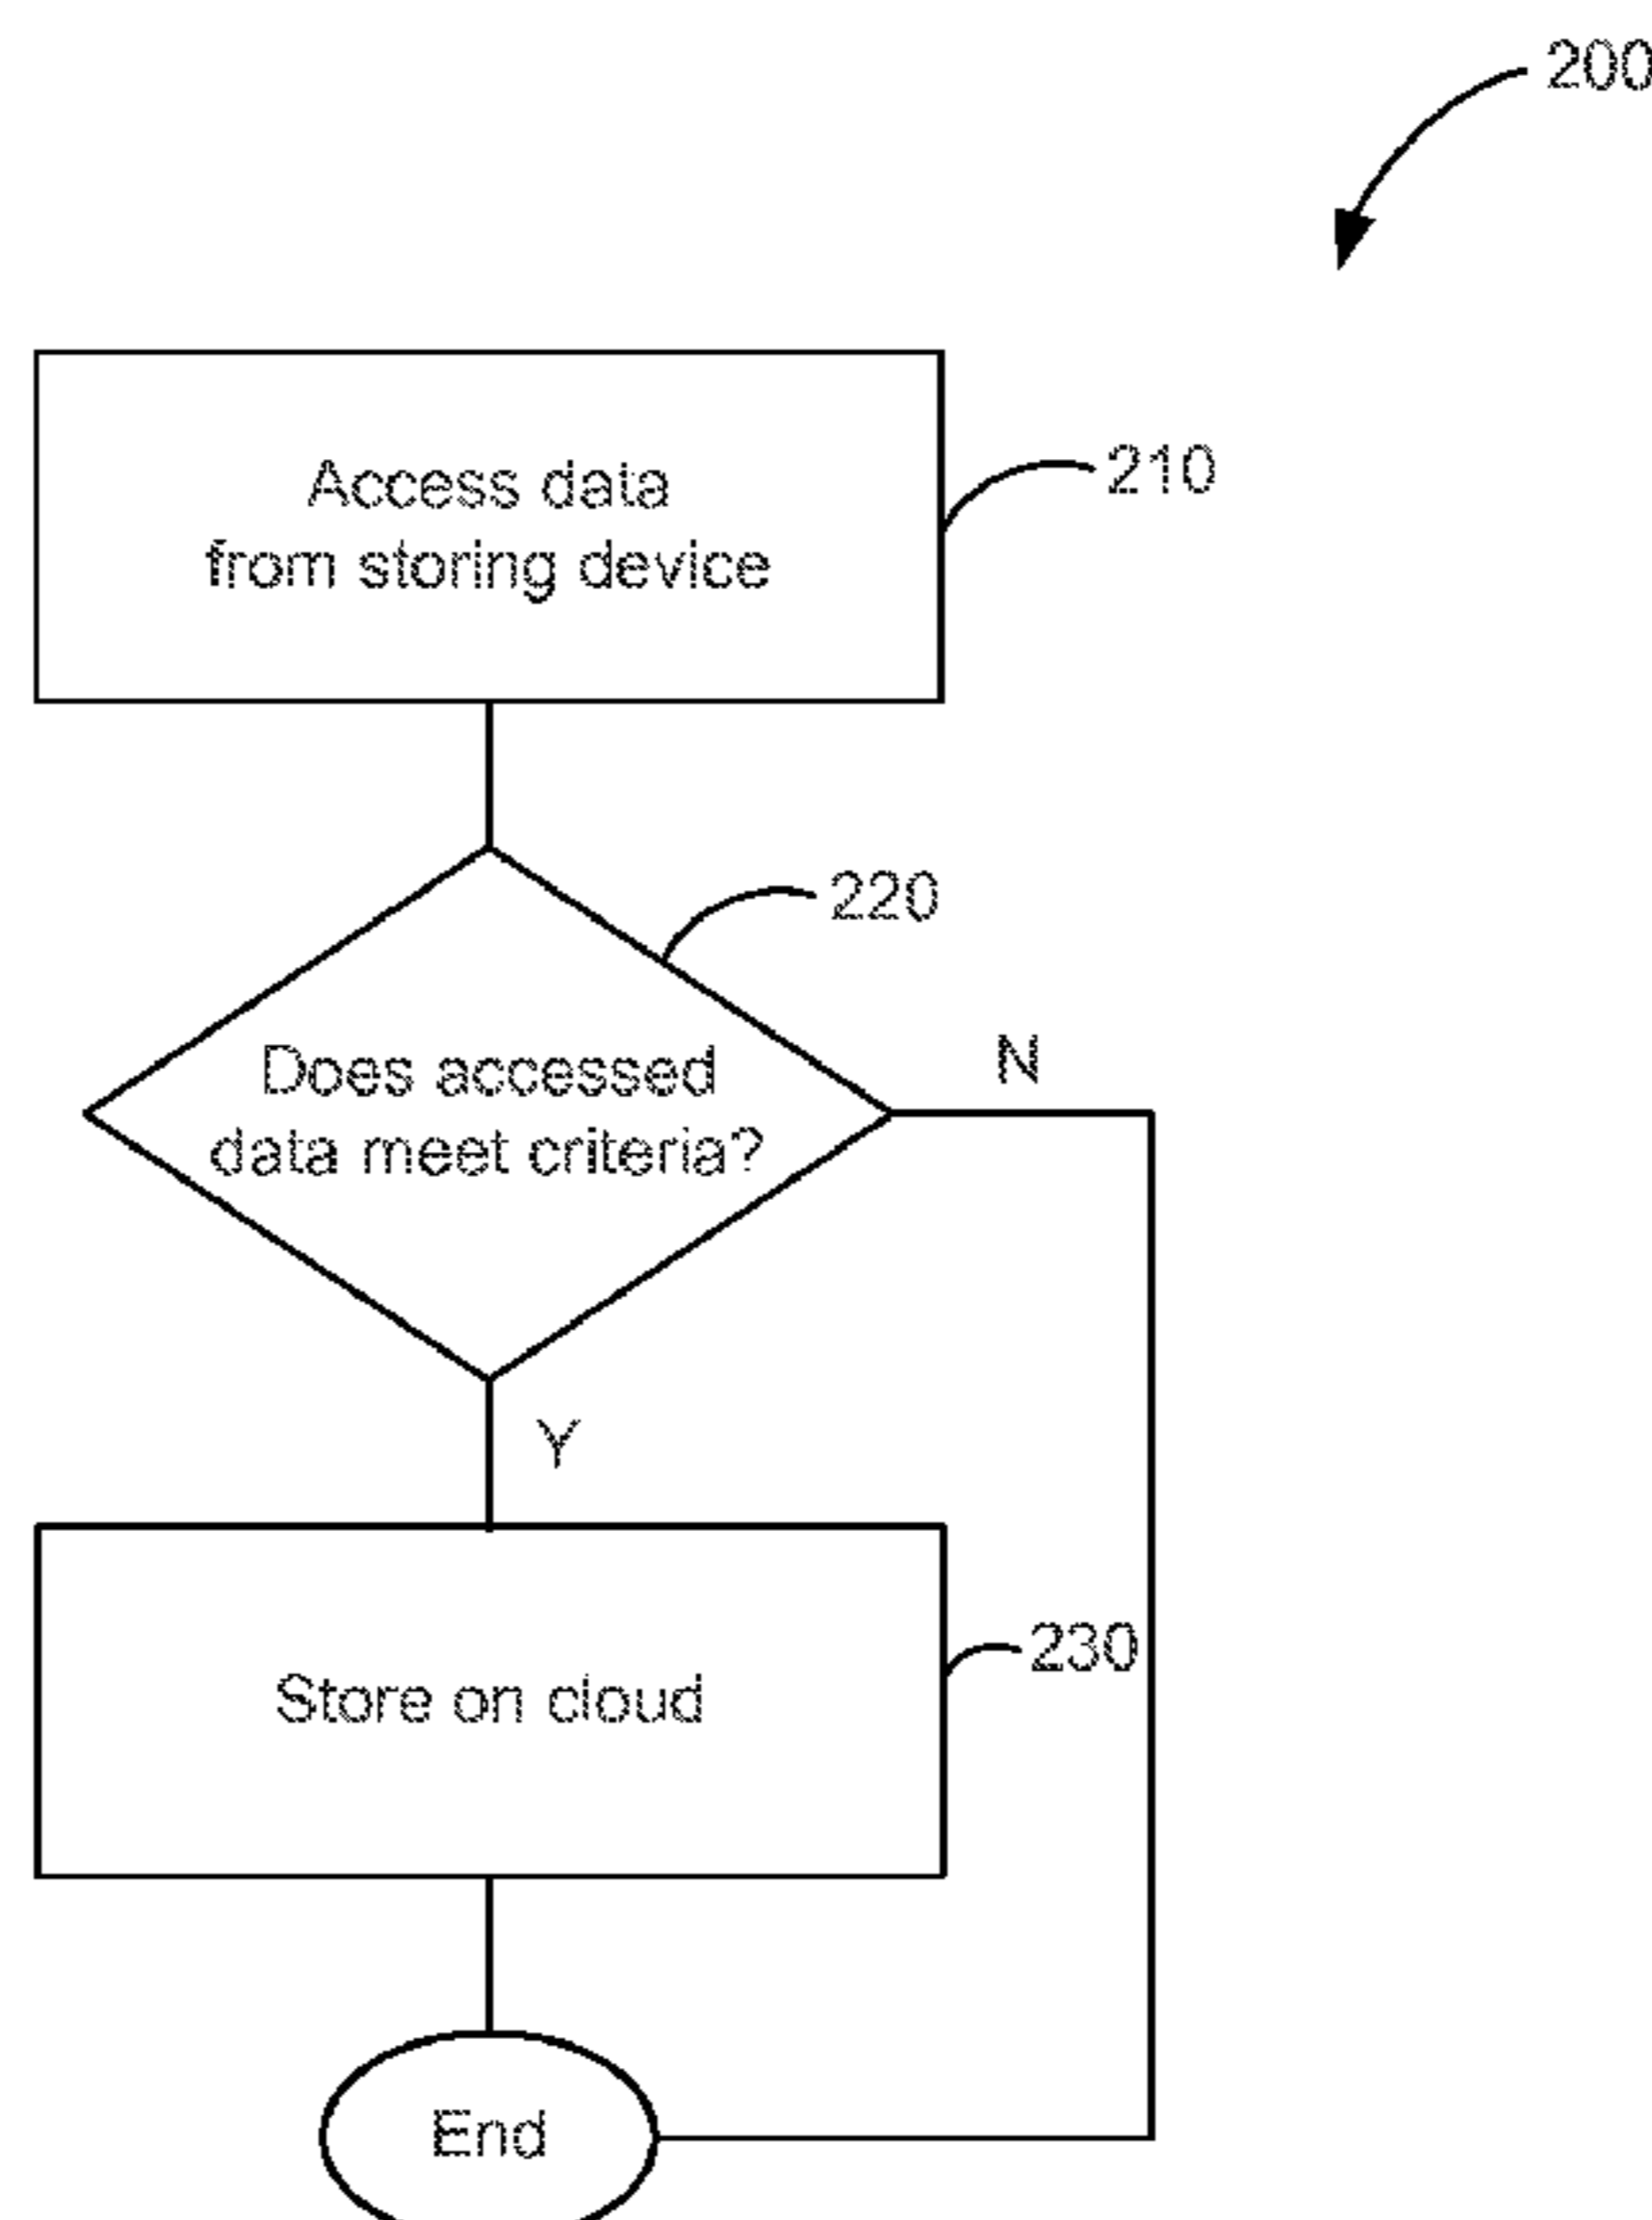 200
Access data
from storing device
210
220
Does accessed
data meet criteria?
N
Y
Store on cloud
230
End